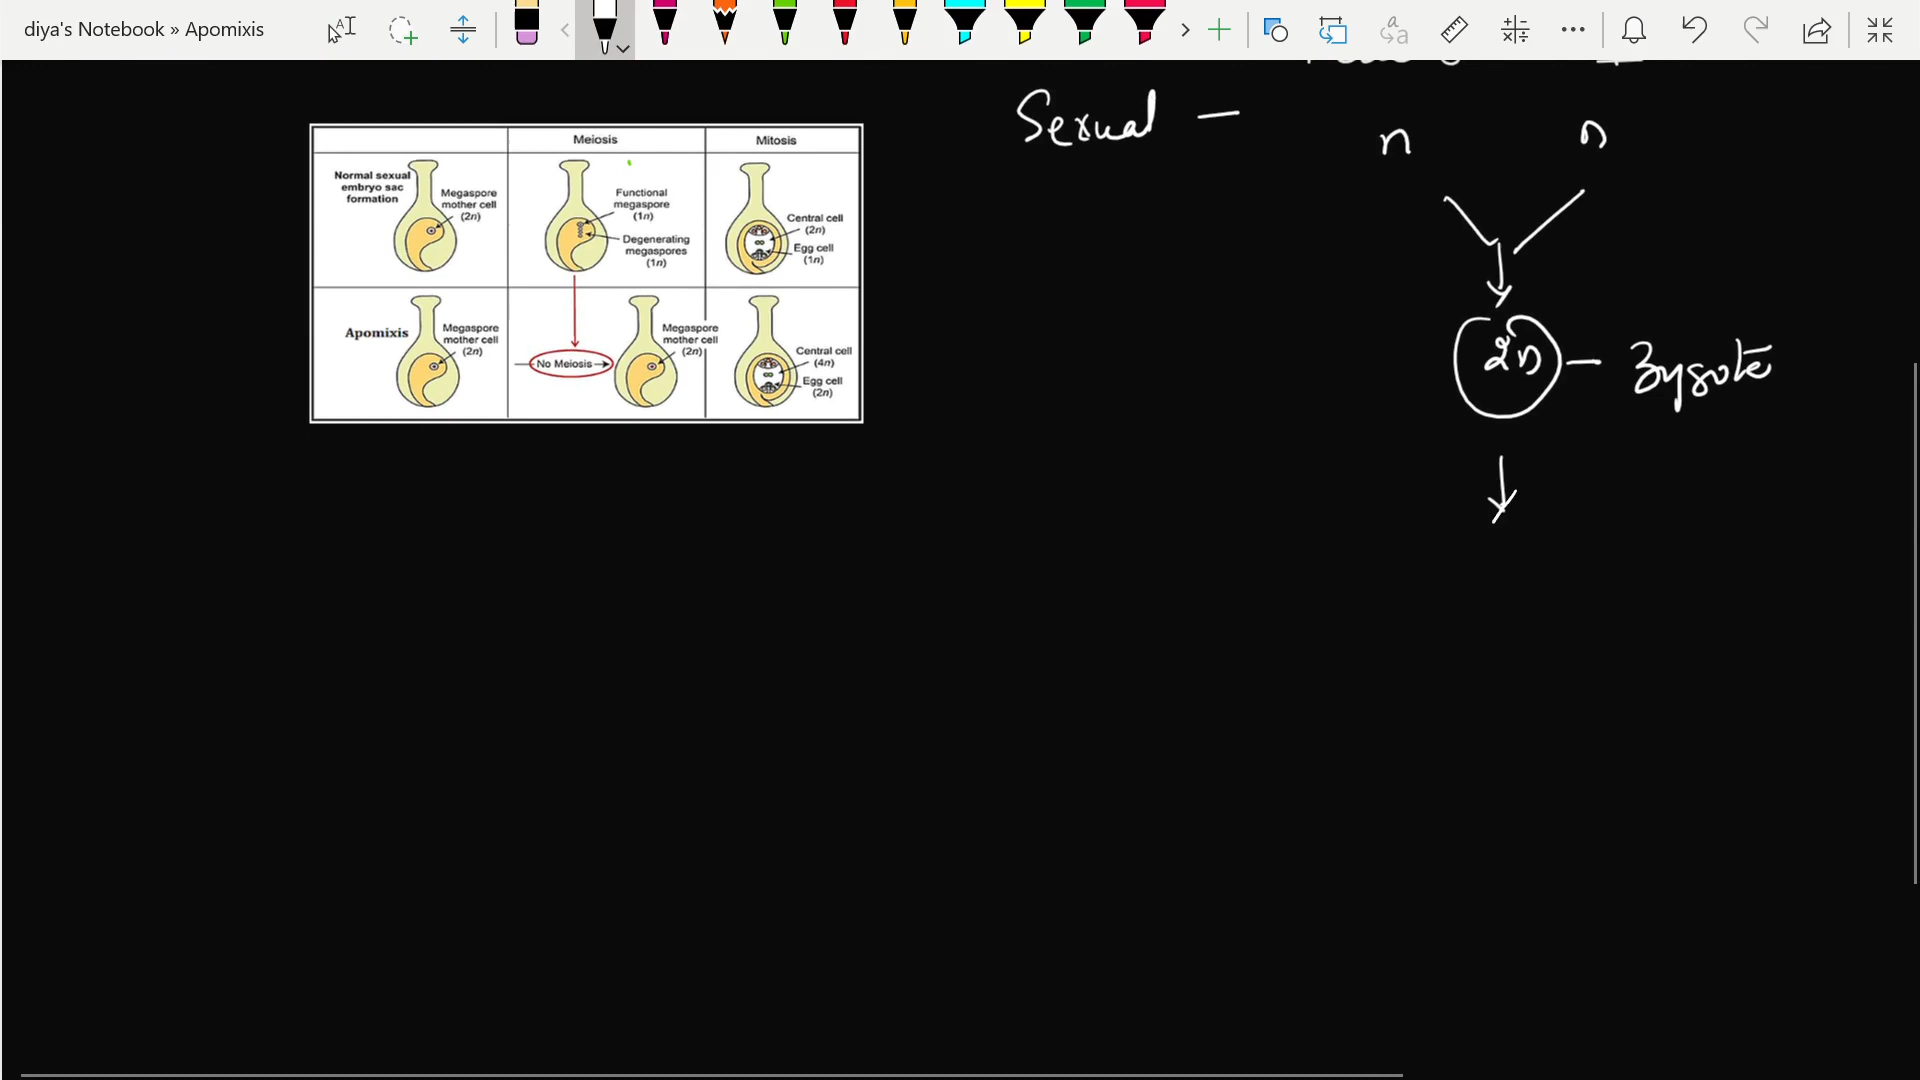 diya's Notebook » Apomixis
Meiosis
Mitosis
Normal sexual
embryo sac
formation
Megaspore
mother cell
(2n)
Functional
megaspore
(1n)
Degenerating
megaspores
(1n)
Central cell
(2n)
Egg cell
(1n)
Apomixis
Megaspore
mother cell
(2n)
No Meiosis
Megaspore
mother cell
(2n)
Central cell
(4n)
Egg cell
(2n)
Sexual —
n n
2n — Zygote